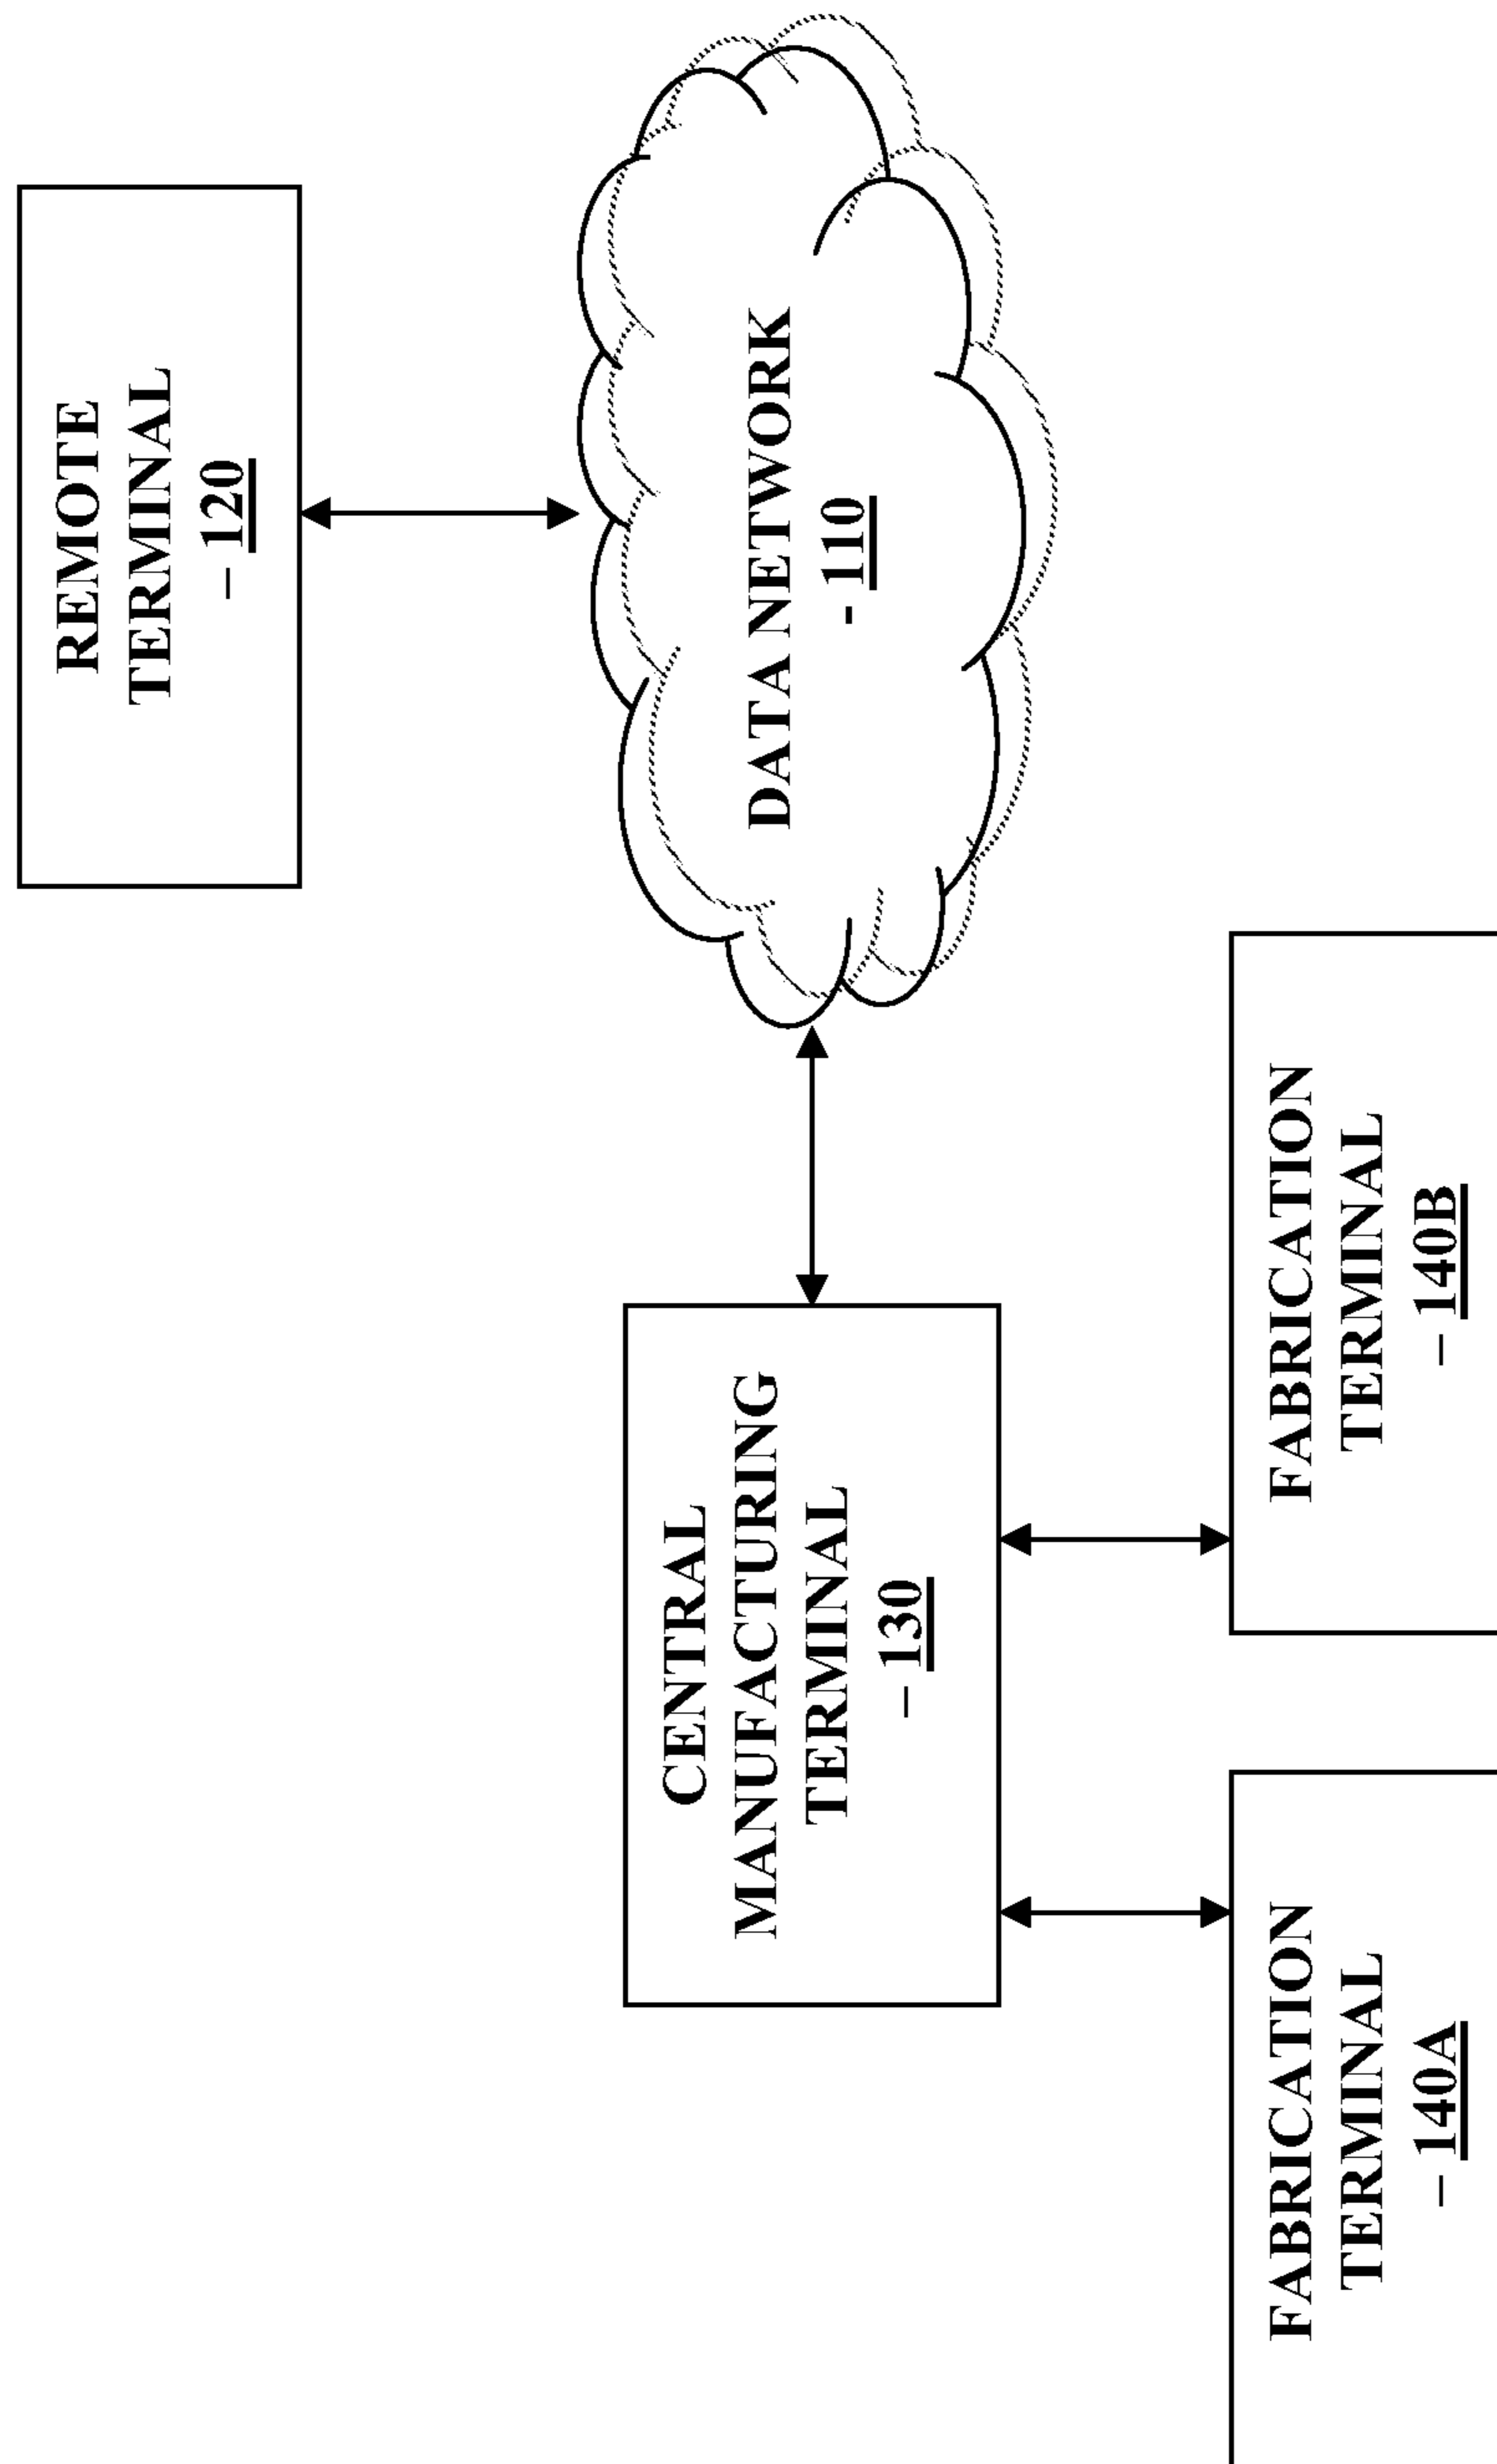 REMOTE
TERMINAL
– 120
DATA NETWORK
- 110
CENTRAL
MANUFACTURING
TERMINAL
– 130
FABRICATION
TERMINAL
– 140A
FABRICATION
TERMINAL
– 140B